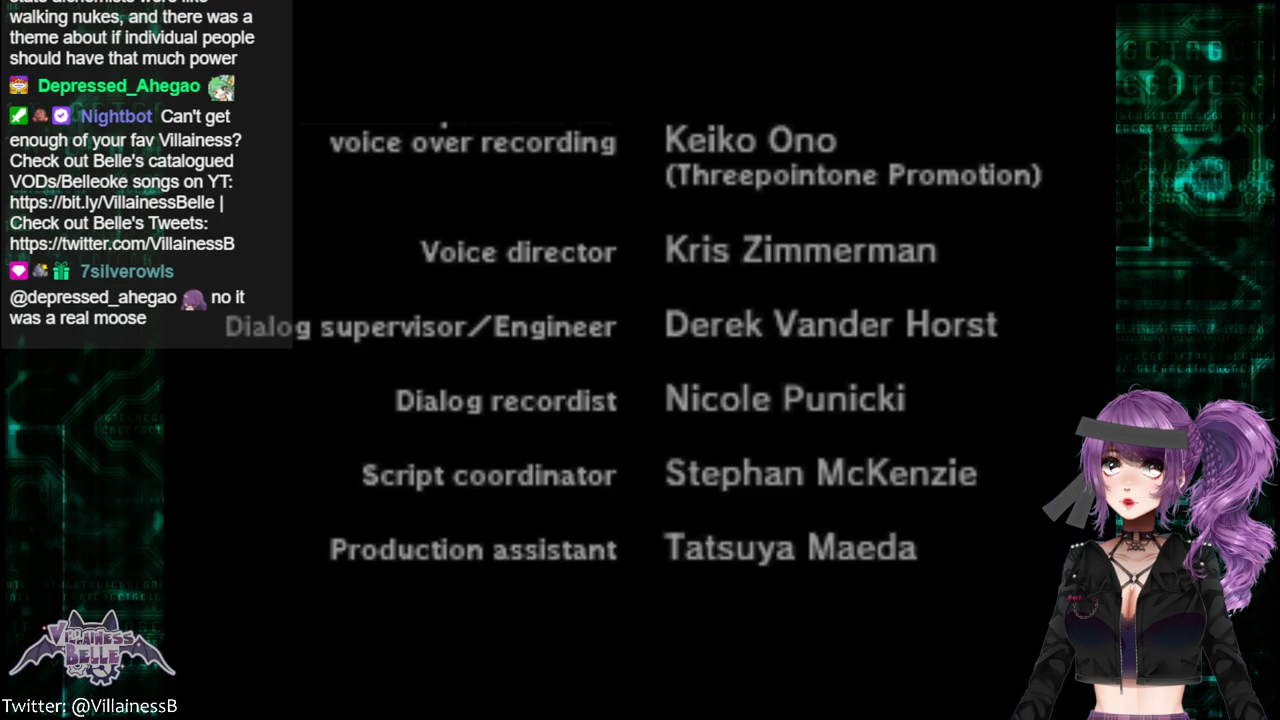 state alchemists were like
walking nukes, and there was a
theme about if individual people
should have that much power
Depressed_Ahegao
Nightbot Can't get
enough of your fav Villainess?
Check out Belle's catalogued
VODs/Belleoke songs on YT:
https://bit.ly/VillainessBelle |
Check out Belle's Tweets:
https://twitter.com/VillainessB
7silverowls
@depressed_ahegao no it
was a real moose
voice over recording Keiko Ono
(Threepointone Promotion)
Voice director Kris Zimmerman
Dialog supervisor/Engineer Derek Vander Horst
Dialog recordist Nicole Punicki
Script coordinator Stephan McKenzie
Production assistant Tatsuya Maeda
VILLAINESS
BELLE
Twitter: @VillainessB